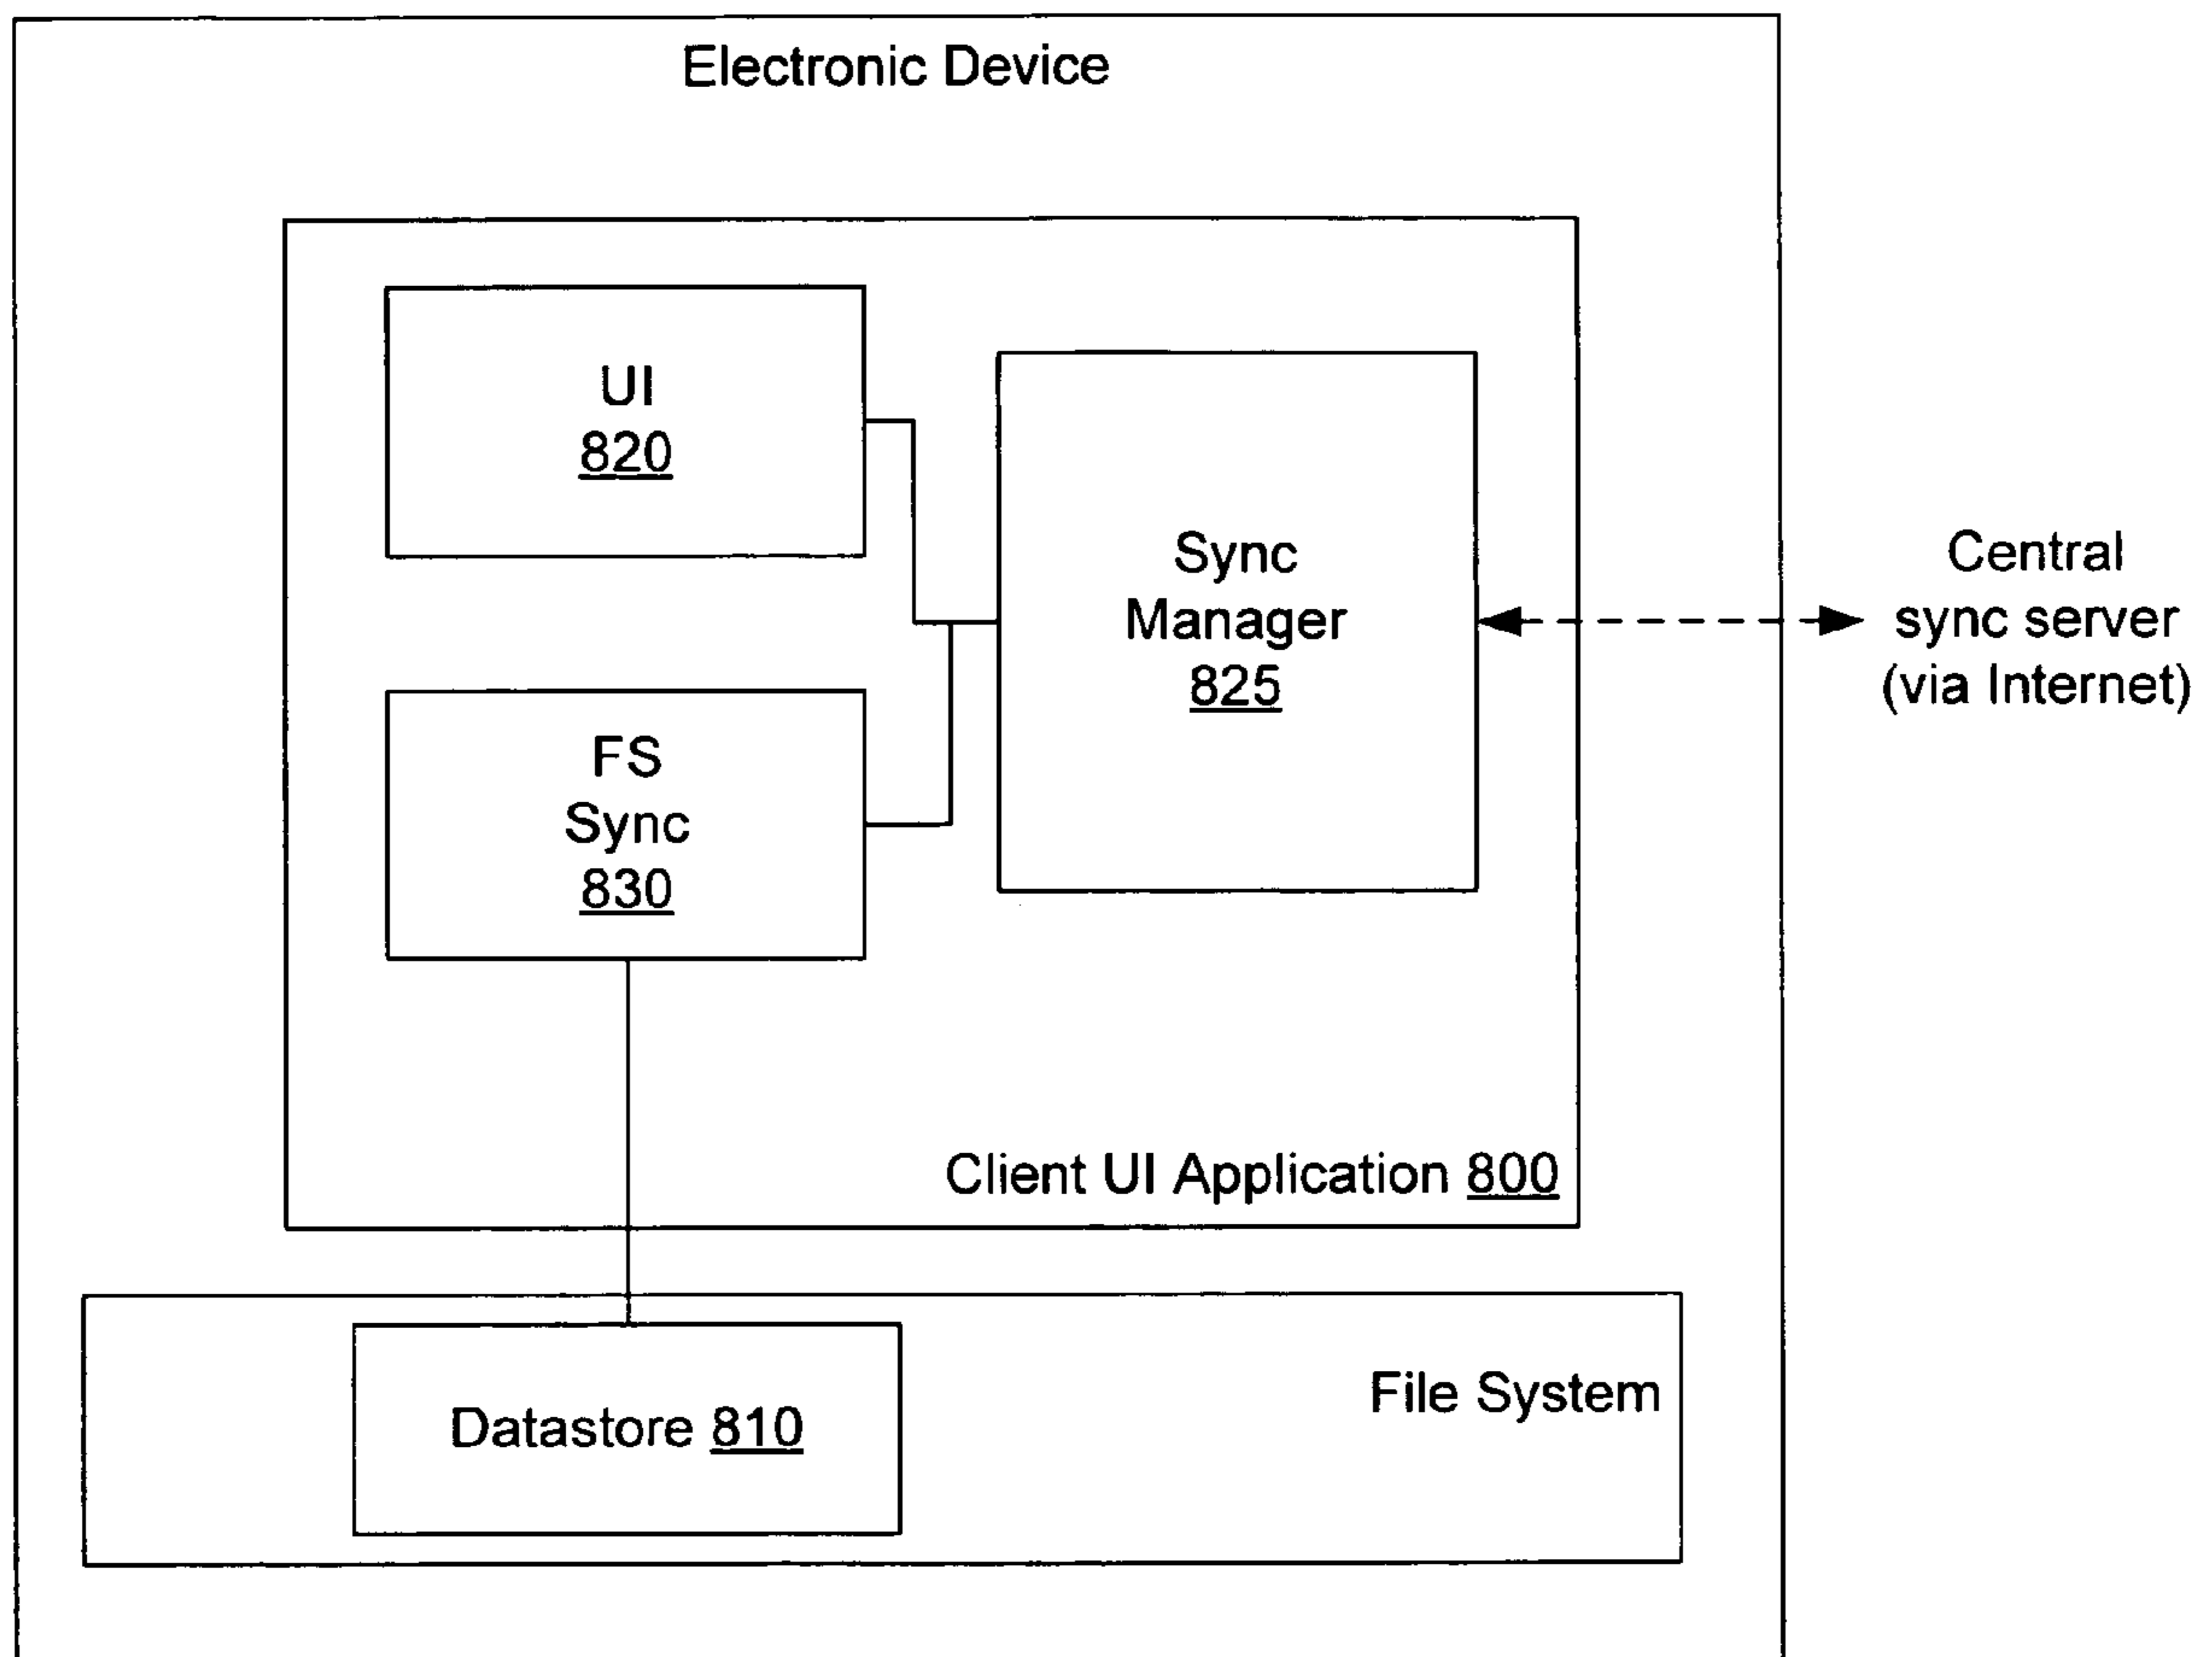 Electronic Device
UI
820
Sync
Manager
825
Central
sync server
(via Internet)
FS
Sync
830
Client UI Application 800
File System
Datastore 810